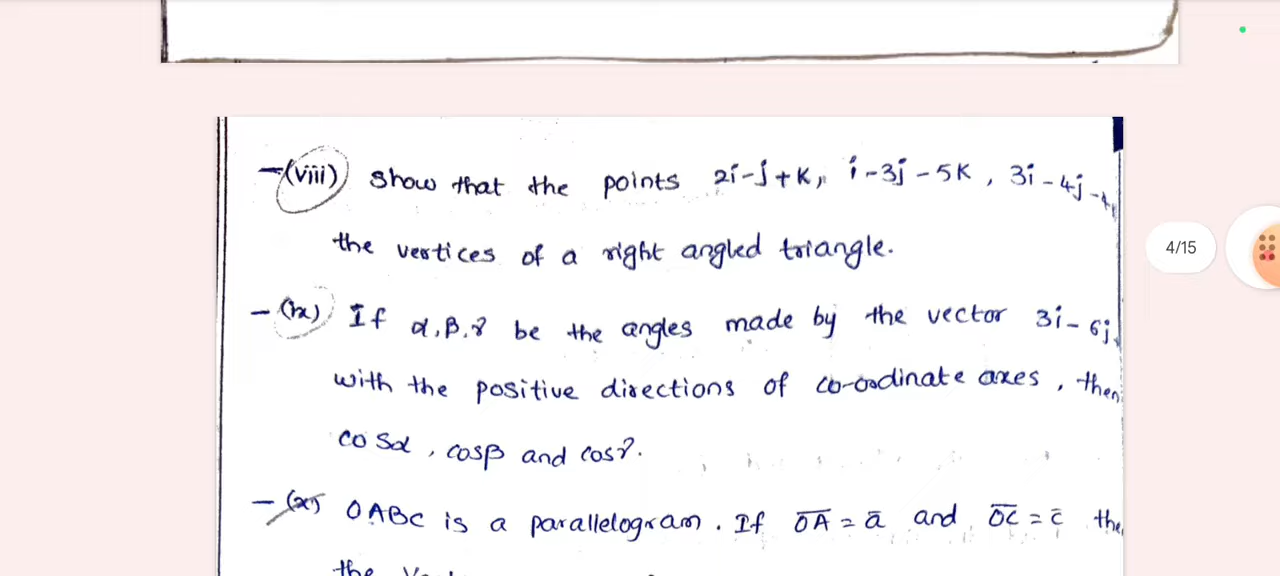 (viii) Show that the points 2i-j+k, i-3j-5k, 3i-4j-
the vertices of a right angled triangle.
4/15
(ix) If α, β, γ be the angles made by the vector 3i-6j
with the positive directions of co-ordinate axes, then
cosα, cosβ and cosγ.
(x) OABC is a parallelogram. If O̅A̅ = a̅ and O̅C̅ = c̅
the